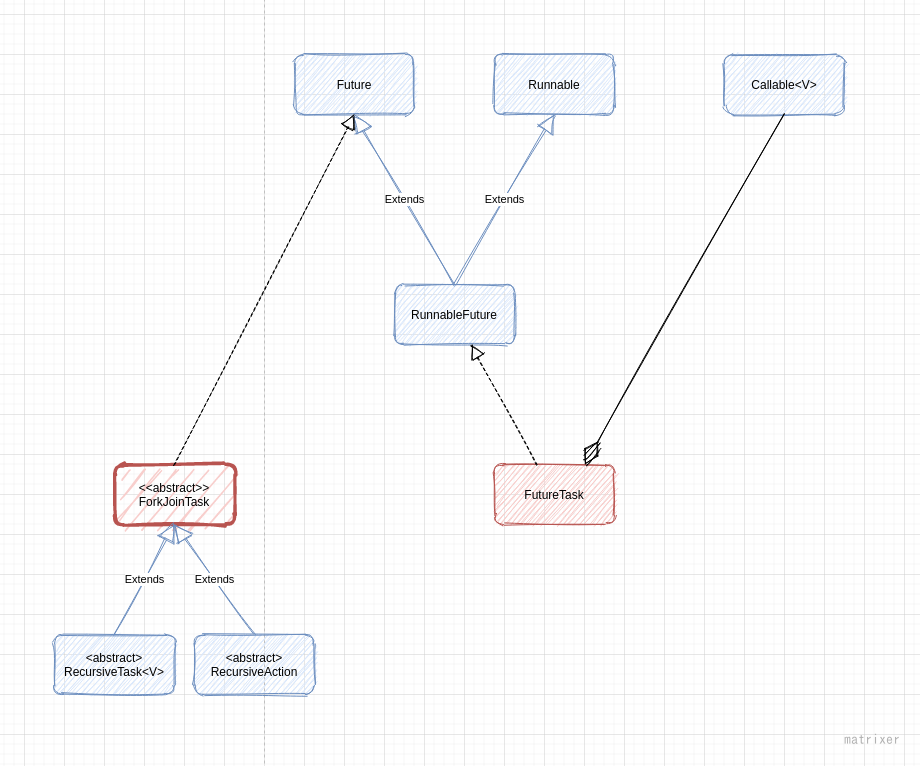 Future
Runnable
Callable<V>
Extends
Extends
RunnableFuture
<<abstract>>
ForkJoinTask
FutureTask
Extends
Extends
<abstract>
RecursiveTask<V>
<abstract>
RecursiveAction
matrixer